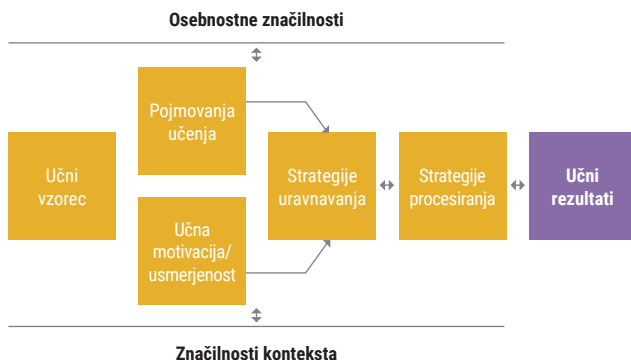 Osebnostne značilnosti
Pojmovanja
učenja
Učni
vzorec
Strategije
uravnavanja
Strategije
procesiranja
Učni
rezultati
Učna
motivacija/
usmerjenost
Značilnosti konteksta